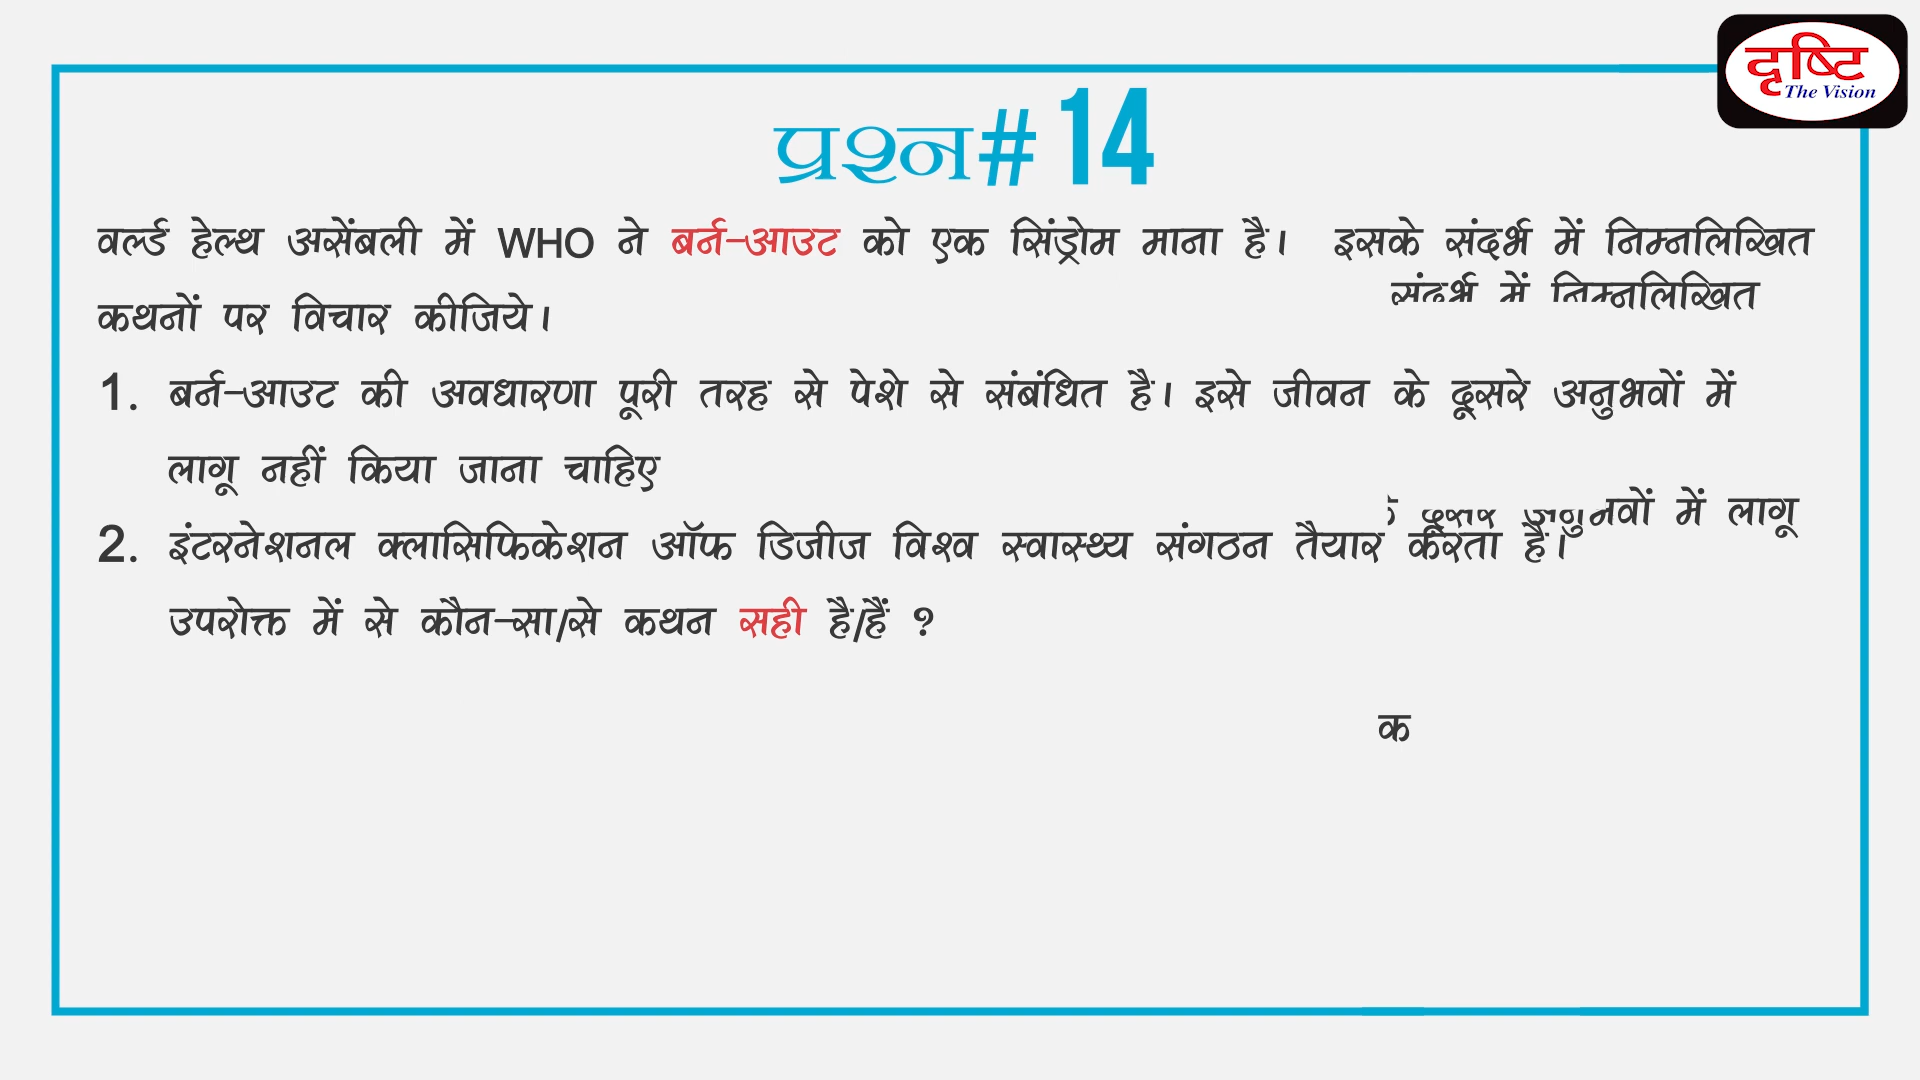 दृष्टि
The Vision
प्रश्न# 14
वर्ल्ड हेल्थ असेंबली में WHO ने बर्न-आउट को एक सिंड्रोम माना है। इसके संदर्भ में निम्नलिखित
संदर्भ में निम्नलिखित
कथनों पर विचार कीजिये।
1. बर्न-आउट की अवधारणा पूरी तरह से पेशे से संबंधित है। इसे जीवन के दूसरे अनुभवों में
लागू नहीं किया जाना चाहिए
में लागू
2. इंटरनेशनल क्लासिफिकेशन ऑफ डिजीज विश्व स्वास्थ्य संगठन तैयार करता है।
उपरोक्त में से कौन-सा/से कथन सही है/हैं ?
क